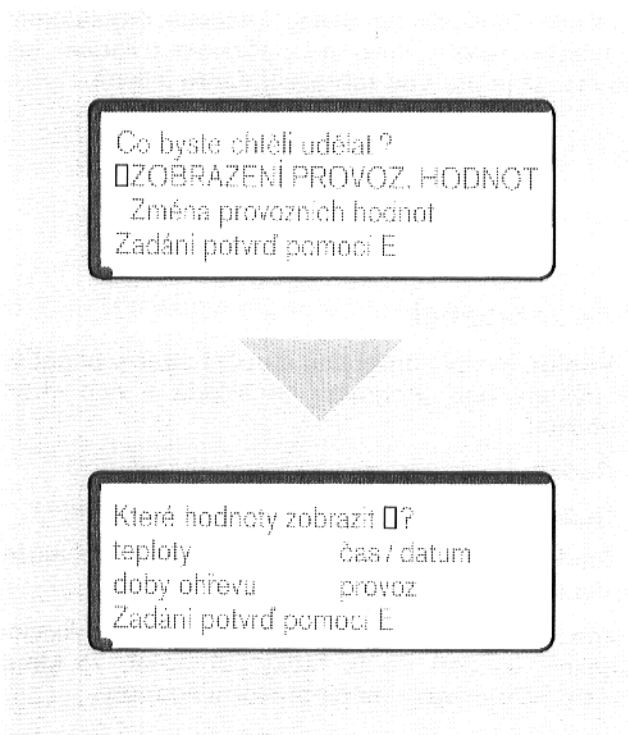 Co byste chtěli udělat ?
▯ZOBRAZENÍ PROVOZ. HODNOT
Změna provozních hodnot
Zadání potvrď pomocí E
Které hodnoty zobrazit ▯?
teploty čas / datum
doby ohřevu provoz
Zadání potvrď pomocí E